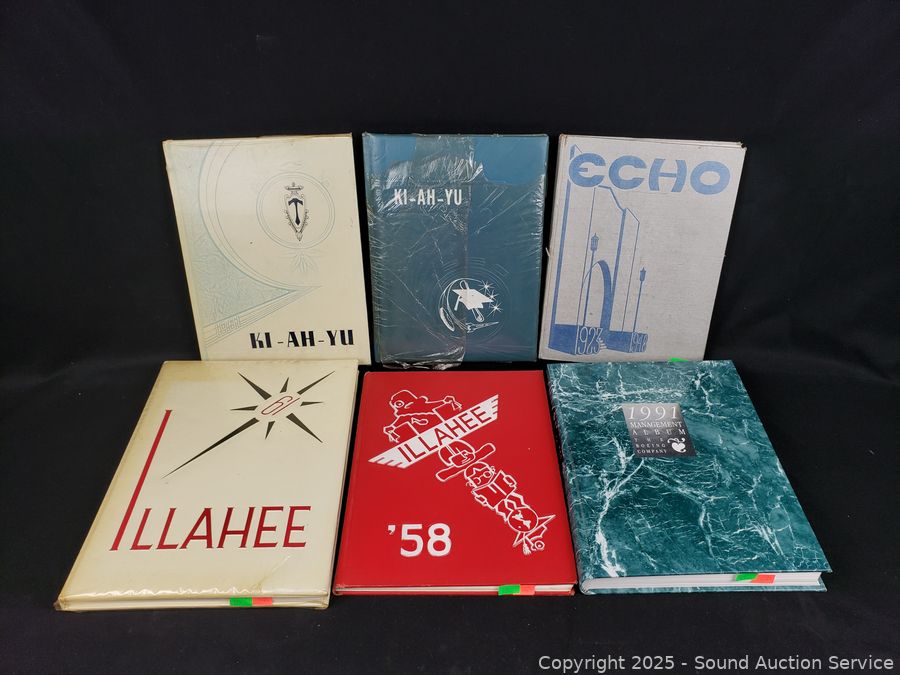 KI-AH-YU
KI-AH-YU
ECHO
1923
61
ILLAHEE
ILLAHEE
'58
1991
MANAGEMENT
ALBUM
THE
BOEING
COMPANY
Copyright © 2025 - Sound Auction Service